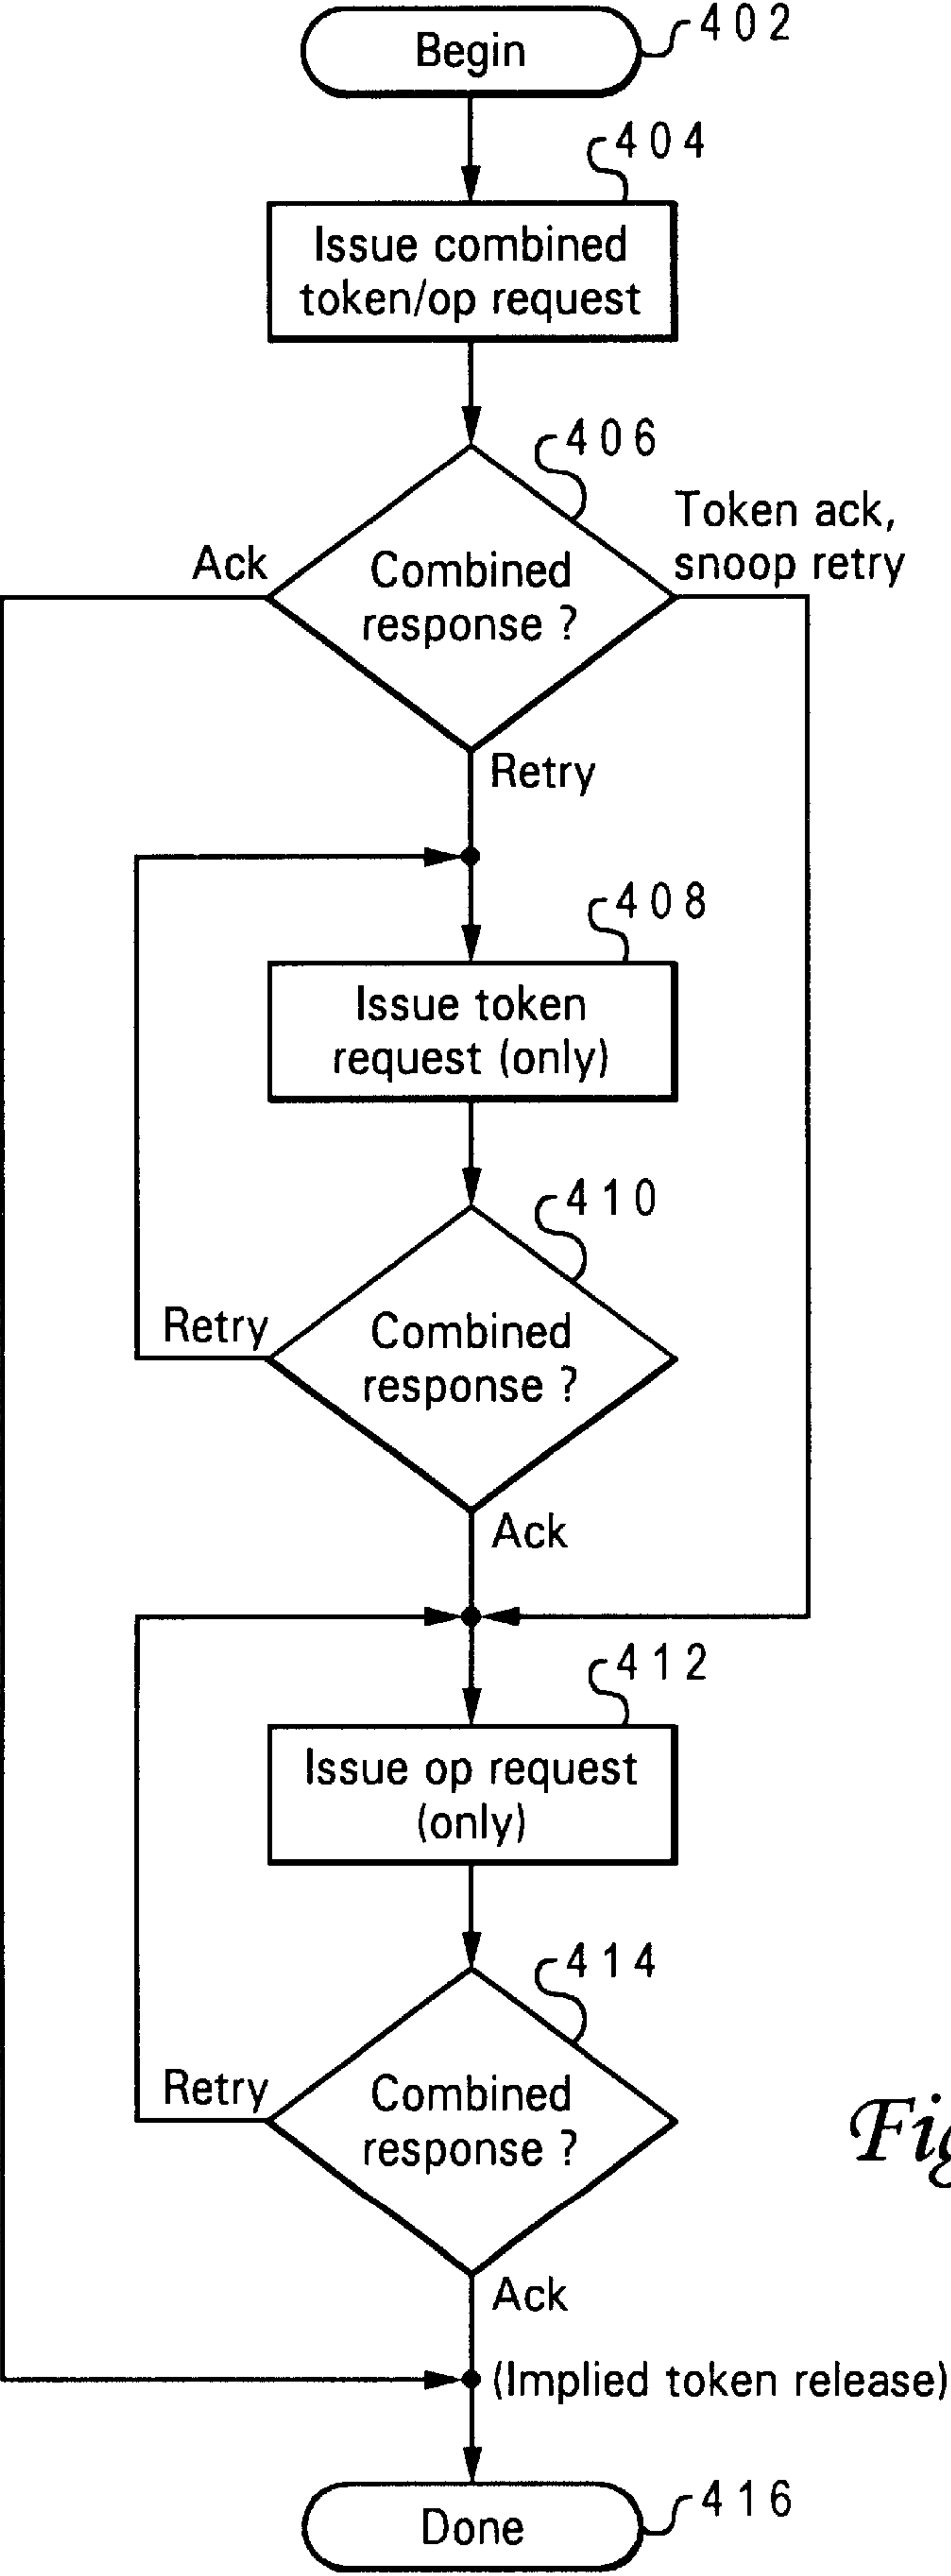 Begin
402
404
Issue combined
token/op request
406
Ack
Combined
response ?
Token ack,
snoop retry
Retry
408
Issue token
request (only)
410
Retry
Combined
response ?
Ack
412
Issue op request
(only)
414
Retry
Combined
response ?
Fig
Ack
(Implied token release)
Done
416